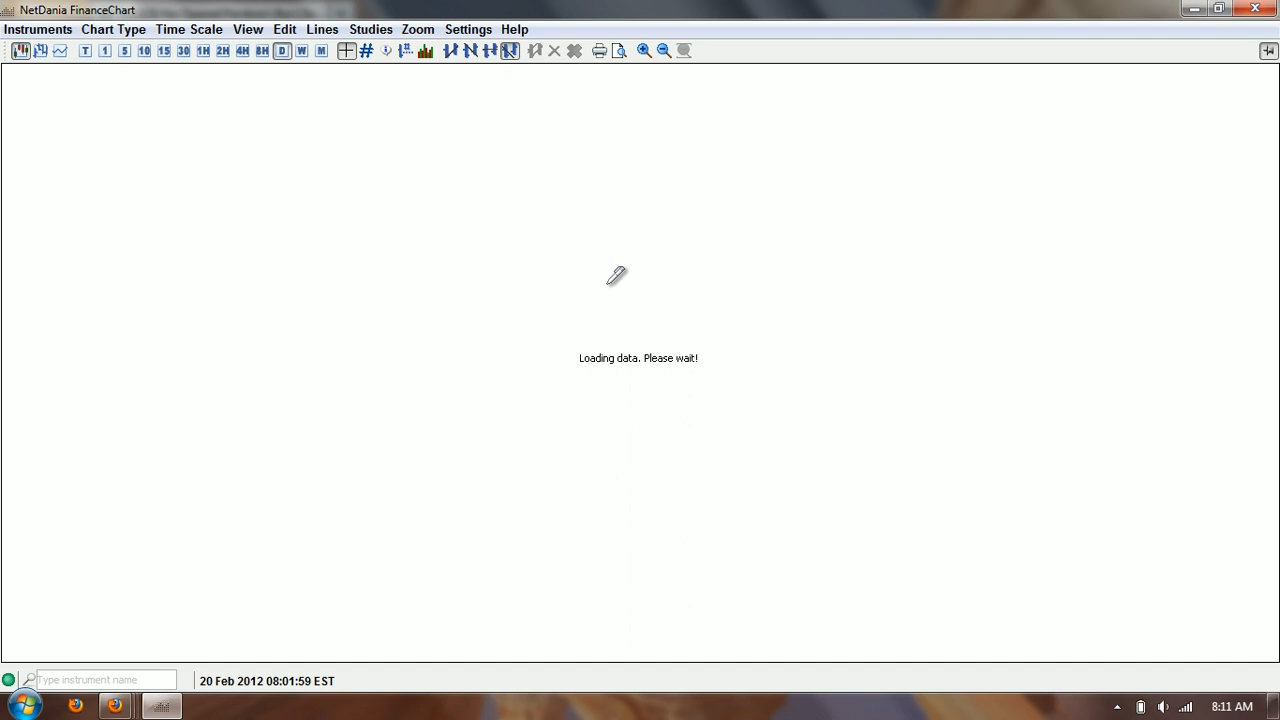 NetDania FinanceChart
Instruments Chart Type Time Scale View Edit Lines Studies Zoom Settings Help
T 1 5 10 15 30 1H 2H 4H 8H D W M
Loading data. Please wait!
Type instrument name
20 Feb 2012 08:01:59 EST
8:11 AM